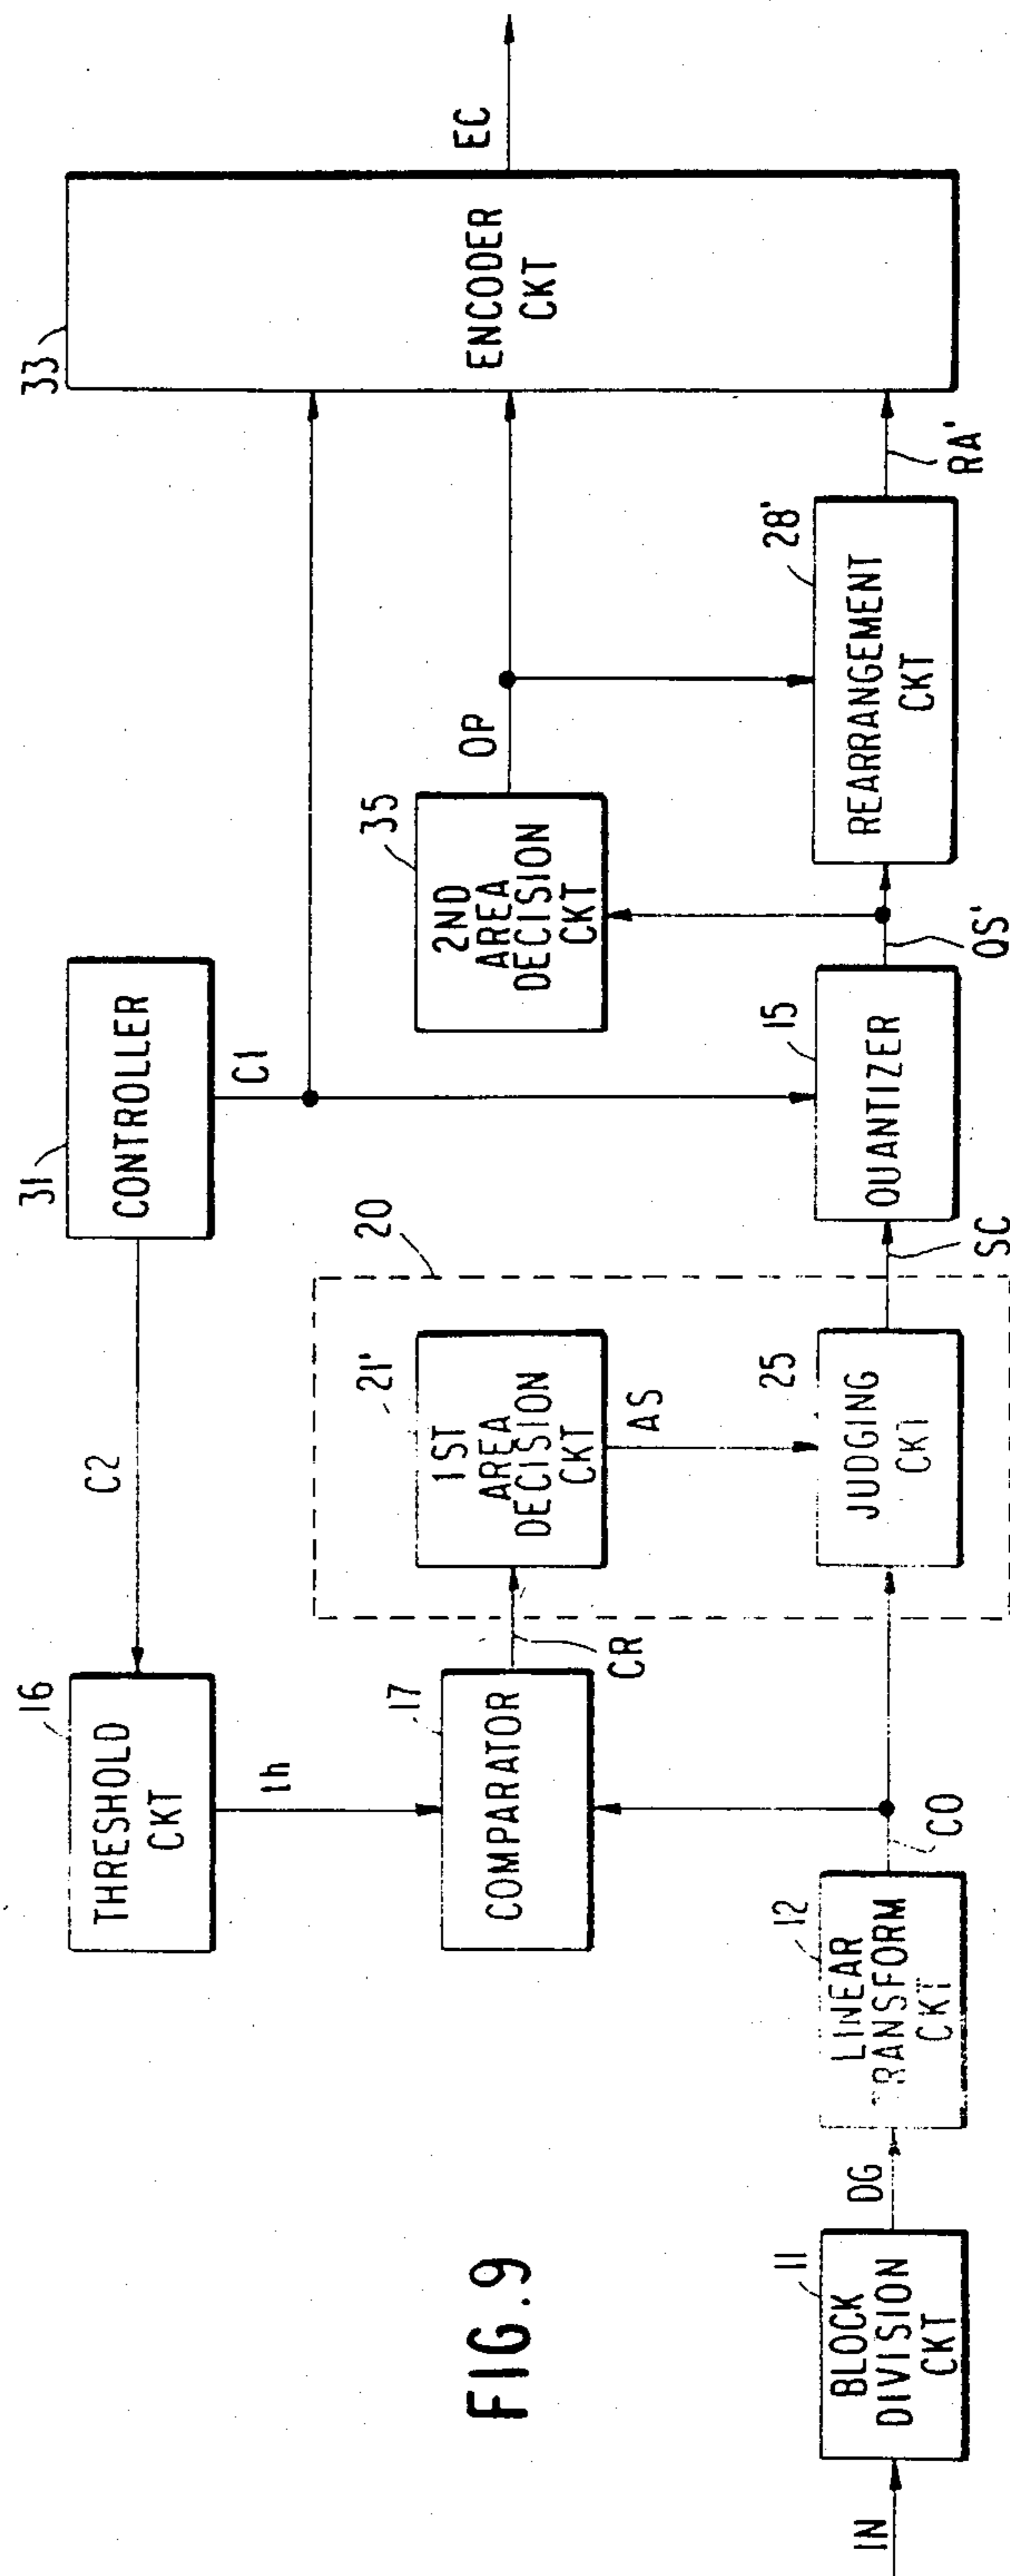 FIG.9
IN
11
BLOCK
DIVISION
CKT
DG
12
LINEAR
TRANSFORM
CKT
CO
16
THRESHOLD
CKT
th
17
COMPARATOR
CR
C2
20
21'
1ST
AREA
DECISION
CKT
AS
25
JUDGING
CKT
SC
31
CONTROLLER
C1
15
QUANTIZER
QS'
35
2ND
AREA
DECISION
CKT
OP
28'
REARRANGEMENT
CKT
RA'
33
ENCODER
CKT
EC